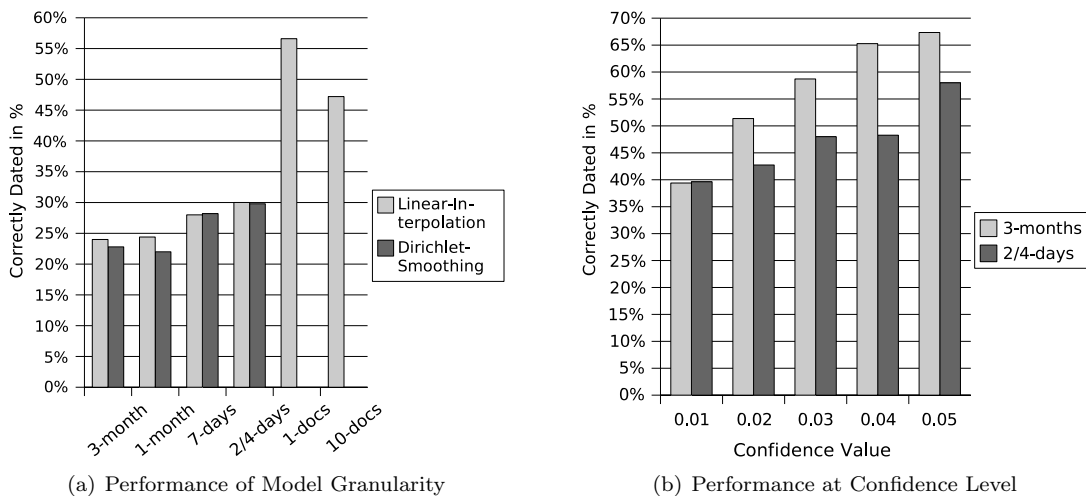 60%
55%
50%
45%
40%
35%
30%
25%
20%
15%
10%
5%
0%
Correctly Dated in %
3-month
1-month
7-days
2/4-days
1-docs
10-docs
Linear-In-
terpolation
Dirichlet-
Smoothing
(a) Performance of Model Granularity
70%
65%
60%
55%
50%
45%
40%
35%
30%
25%
20%
15%
10%
5%
0%
Correctly Dated in %
0.01
0.02
0.03
0.04
0.05
Confidence Value
3-months
2/4-days
(b) Performance at Confidence Level